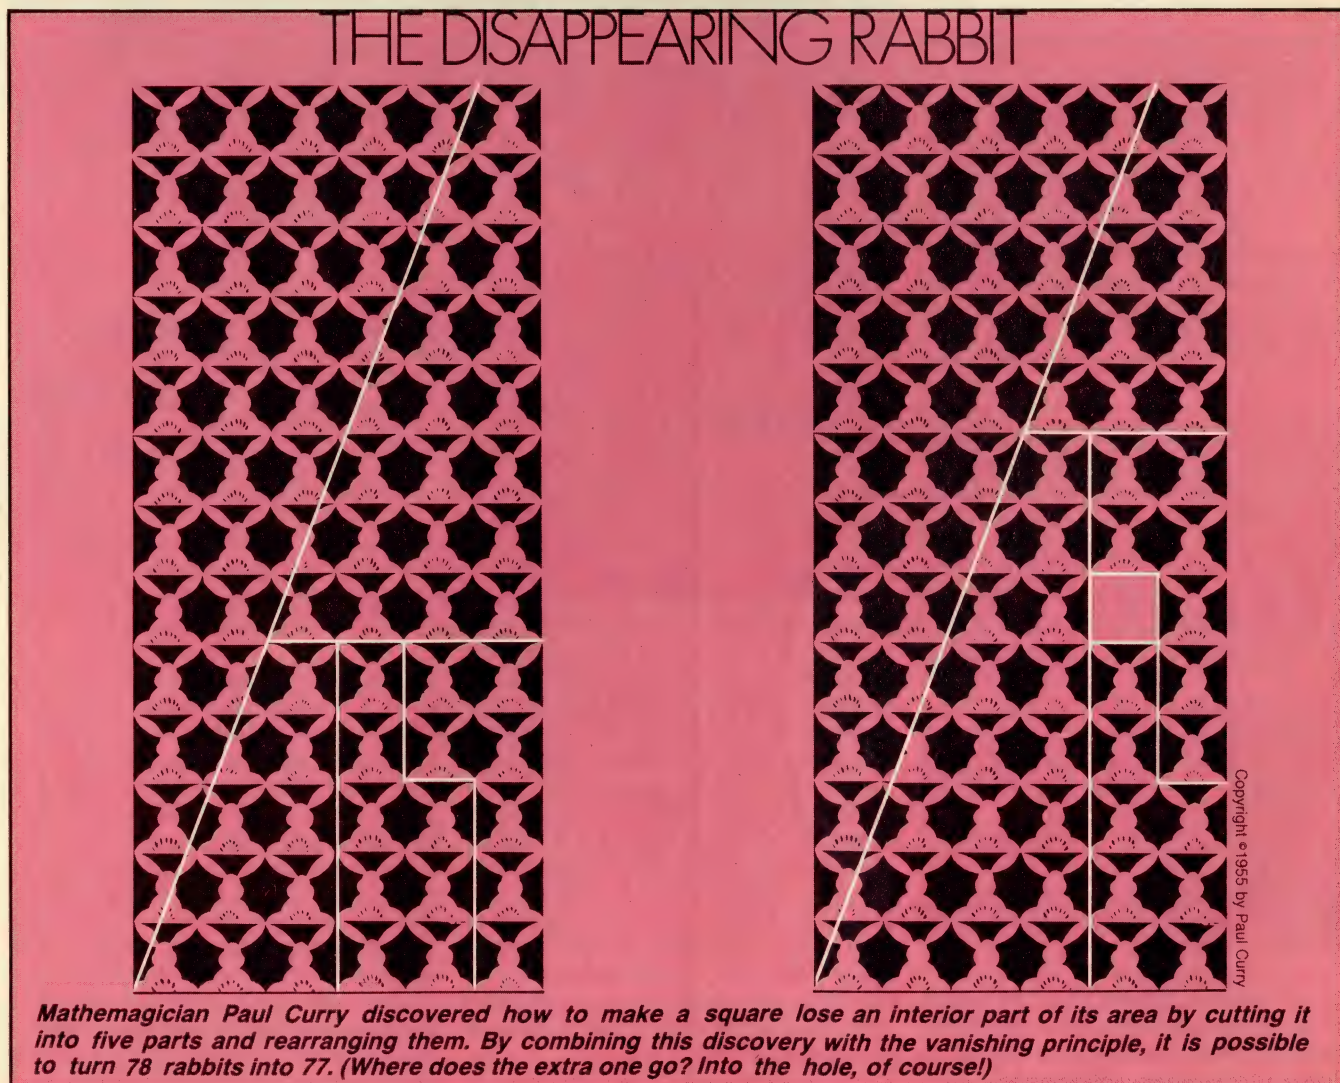 THE DISAPPEARING RABBIT
Copyright ©1955 by Paul Curry
Mathemagician Paul Curry discovered how to make a square lose an interior part of its area by cutting it
into five parts and rearranging them. By combining this discovery with the vanishing principle, it is possible
to turn 78 rabbits into 77. (Where does the extra one go? Into the hole, of course!)